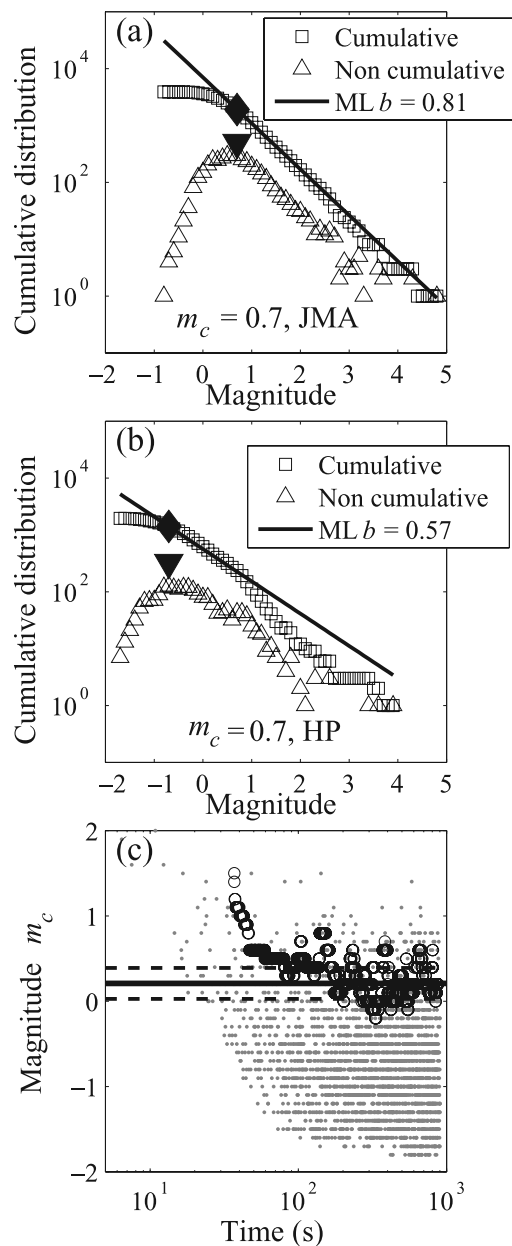 (a)
Cumulative
Non cumulative
ML b = 0.81
Cumulative distribution
10^4
10^2
10^0
m_c = 0.7, JMA
−2 −1 0 1 2 3 4 5
Magnitude
(b)
Cumulative
Non cumulative
ML b = 0.57
Cumulative distribution
10^4
10^2
10^0
m_c = 0.7, HP
−2 −1 0 1 2 3 4 5
Magnitude
(c)
Magnitude m_c
2
1
0
−1
−2
10^1 10^2 10^3
Time (s)